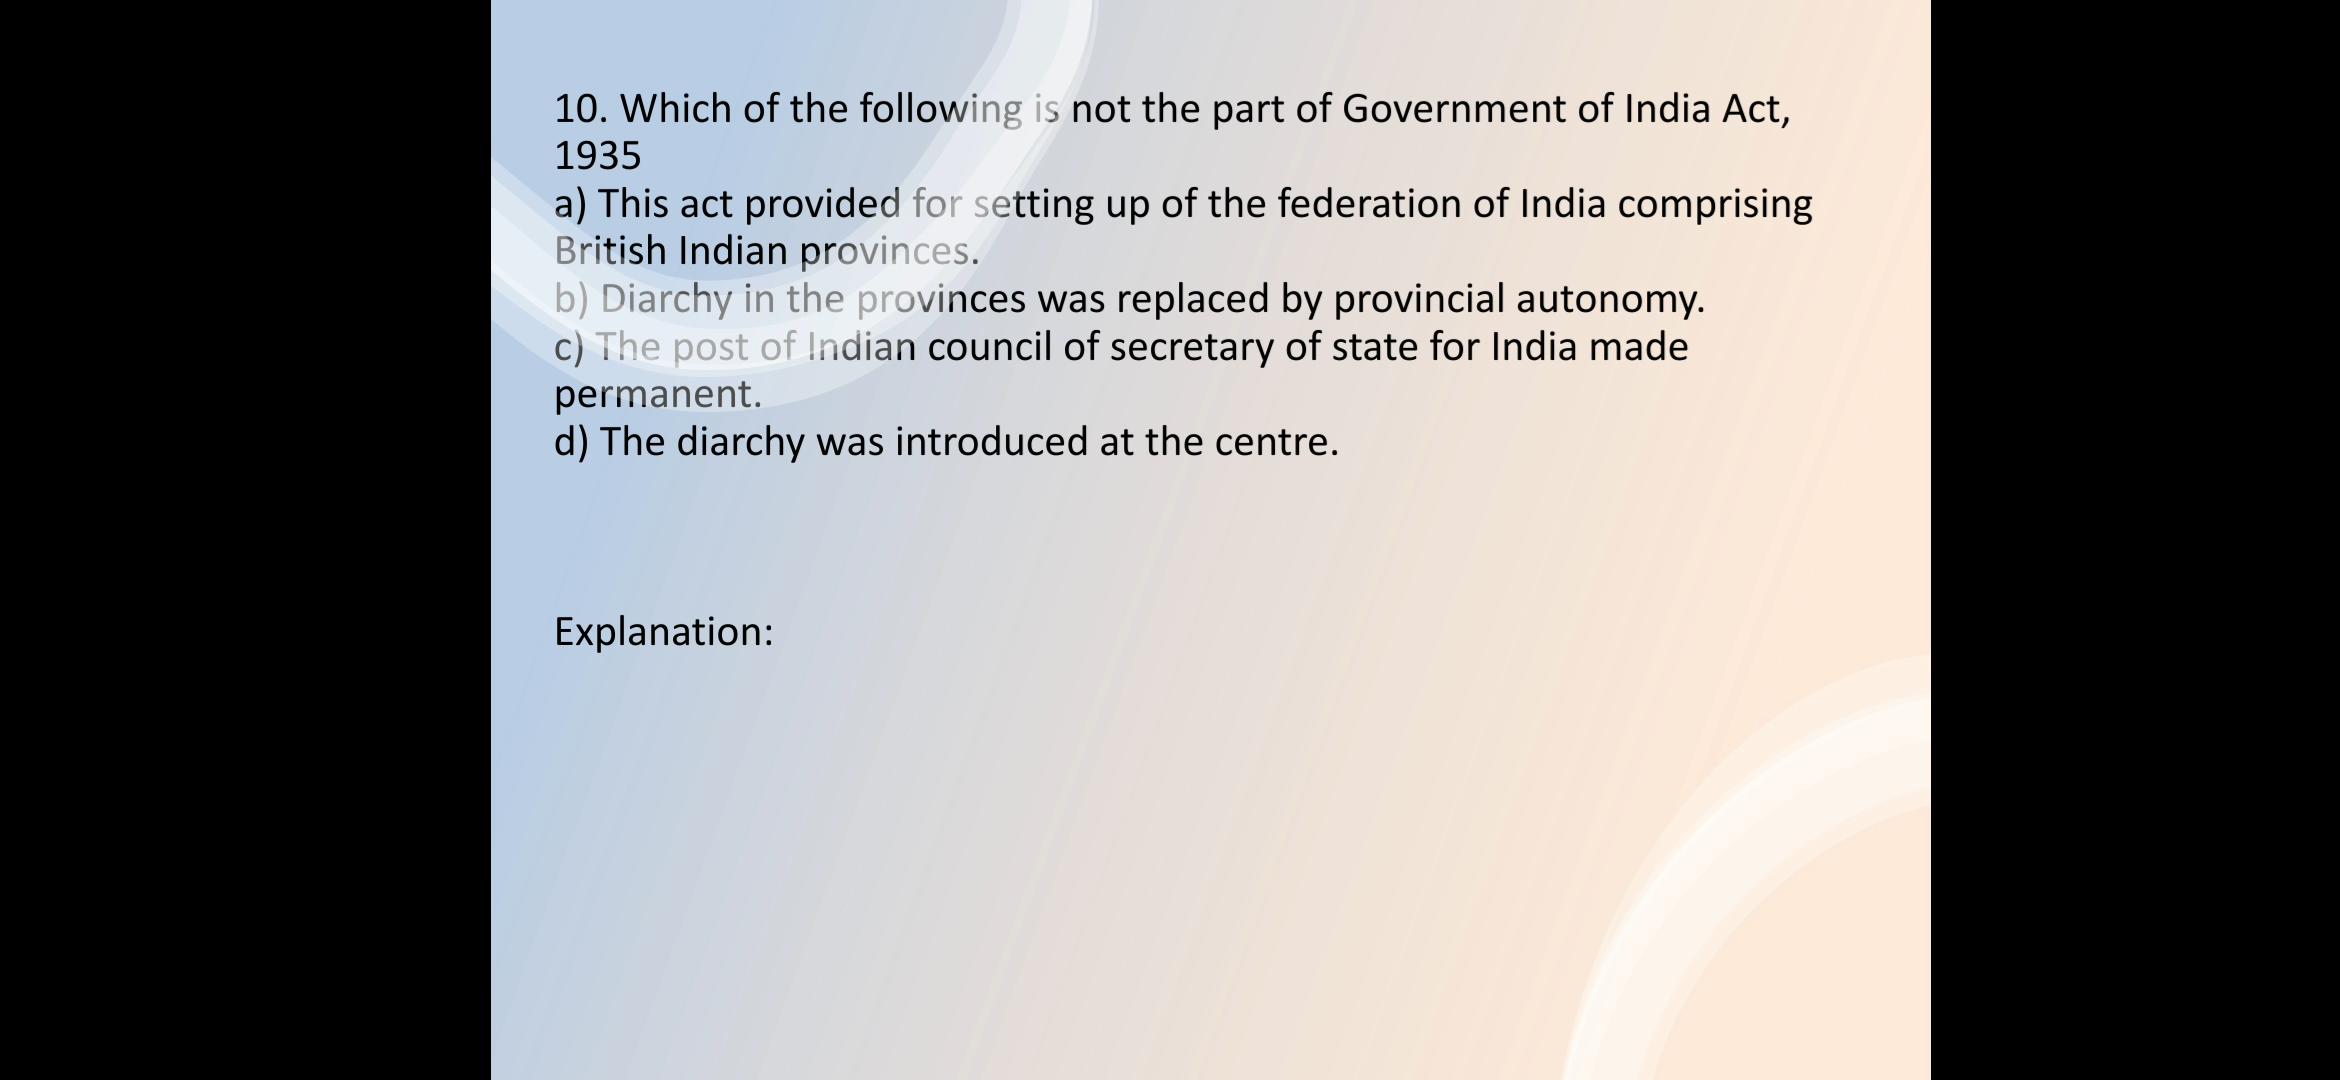 10. Which of the following is not the part of Government of India Act,
1935
a) This act provided for setting up of the federation of India comprising
British Indian provinces.
b) Diarchy in the provinces was replaced by provincial autonomy.
c) The post of Indian council of secretary of state for India made
permanent.
d) The diarchy was introduced at the centre.
Explanation: